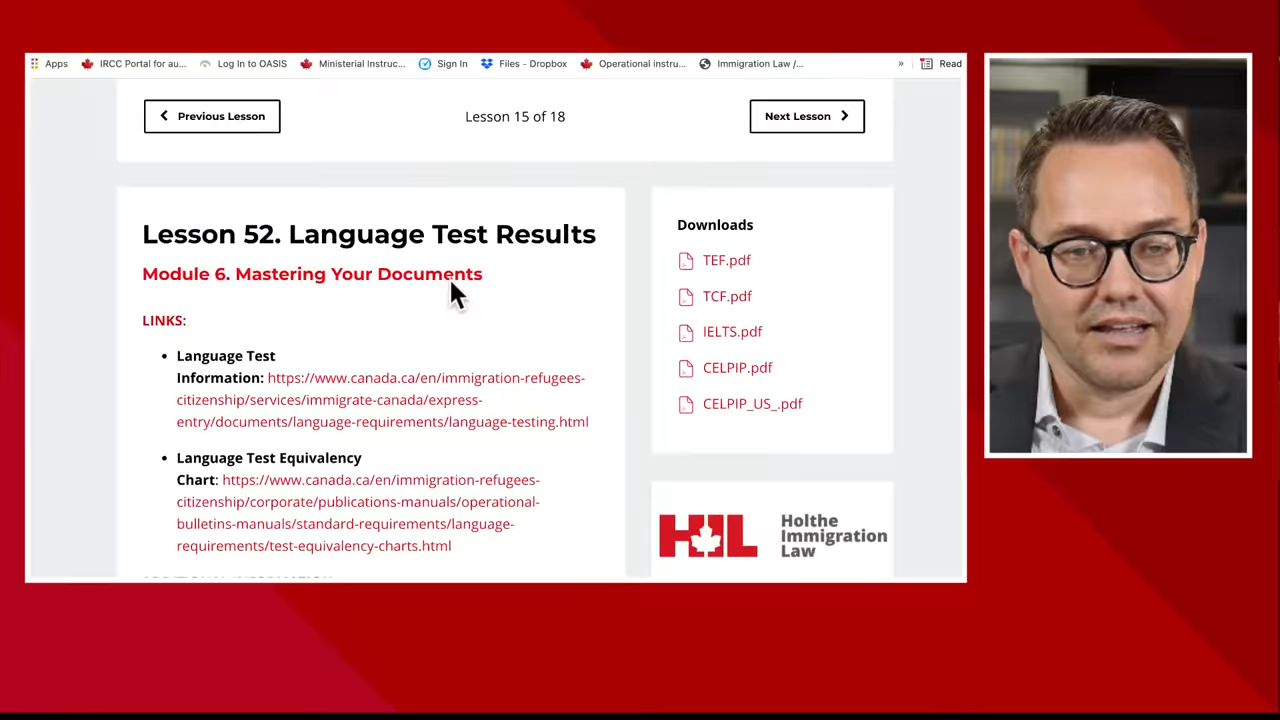 Apps
IRCC Portal for au...
Log In to OASIS
Ministerial Instruc...
Sign In
Files - Dropbox
Operational instru...
Immigration Law /...
»
Read
Previous Lesson
Lesson 15 of 18
Next Lesson
Lesson 52. Language Test Results
Module 6. Mastering Your Documents
LINKS:
• Language Test
Information: https://www.canada.ca/en/immigration-refugees-
citizenship/services/immigrate-canada/express-
entry/documents/language-requirements/language-testing.html
• Language Test Equivalency
Chart: https://www.canada.ca/en/immigration-refugees-
citizenship/corporate/publications-manuals/operational-
bulletins-manuals/standard-requirements/language-
requirements/test-equivalency-charts.html
Downloads
TEF.pdf
TCF.pdf
IELTS.pdf
CELPIP.pdf
CELPIP_US_.pdf
HIL
Holthe
Immigration
Law